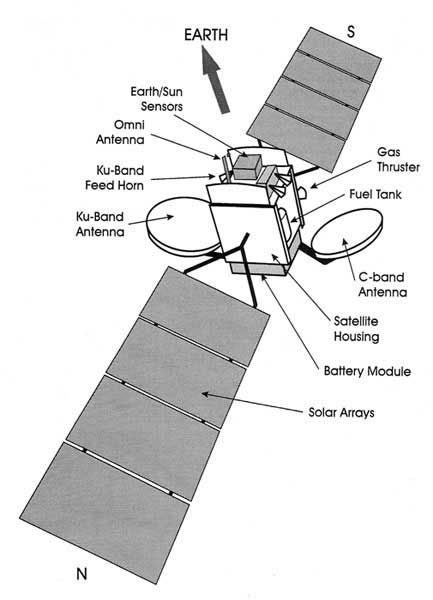 EARTH
S
Earth/Sun
Sensors
Omni
Antenna
Ku-Band
Feed Horn
Ku-Band
Antenna
Gas
Thruster
Fuel Tank
C-band
Antenna
Satellite
Housing
Battery Module
Solar Arrays
N